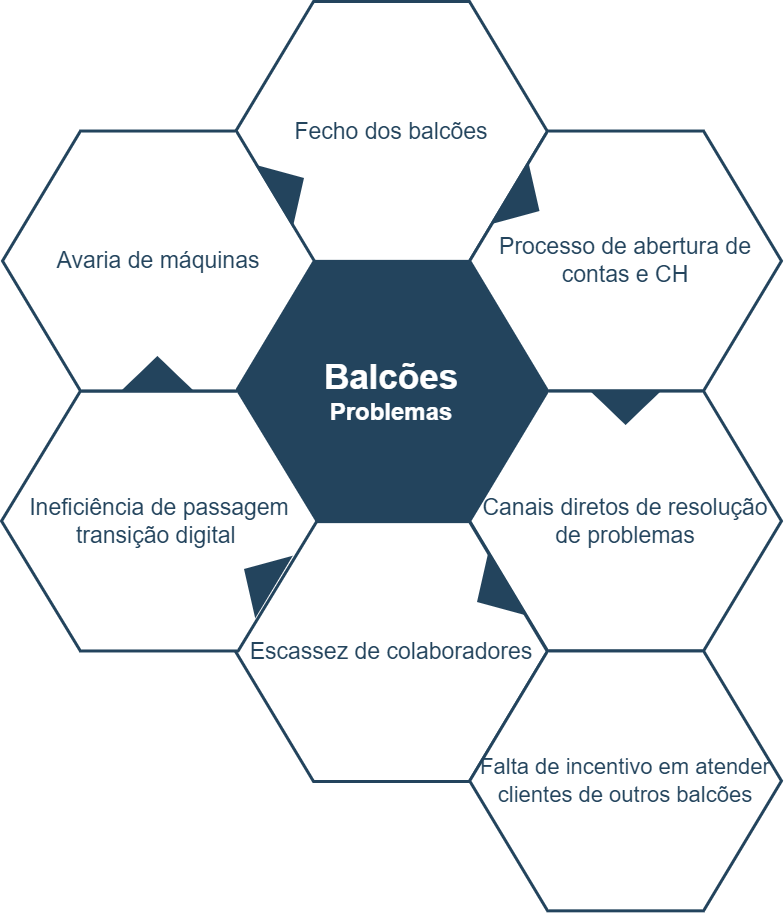 Fecho dos balcões
Processo de abertura de
contas e CH
Avaria de máquinas
Balcões
Problemas
Ineficiência de passagem
transição digital
Canais diretos de resolução
de problemas
Escassez de colaboradores
Falta de incentivo em atender
clientes de outros balcões